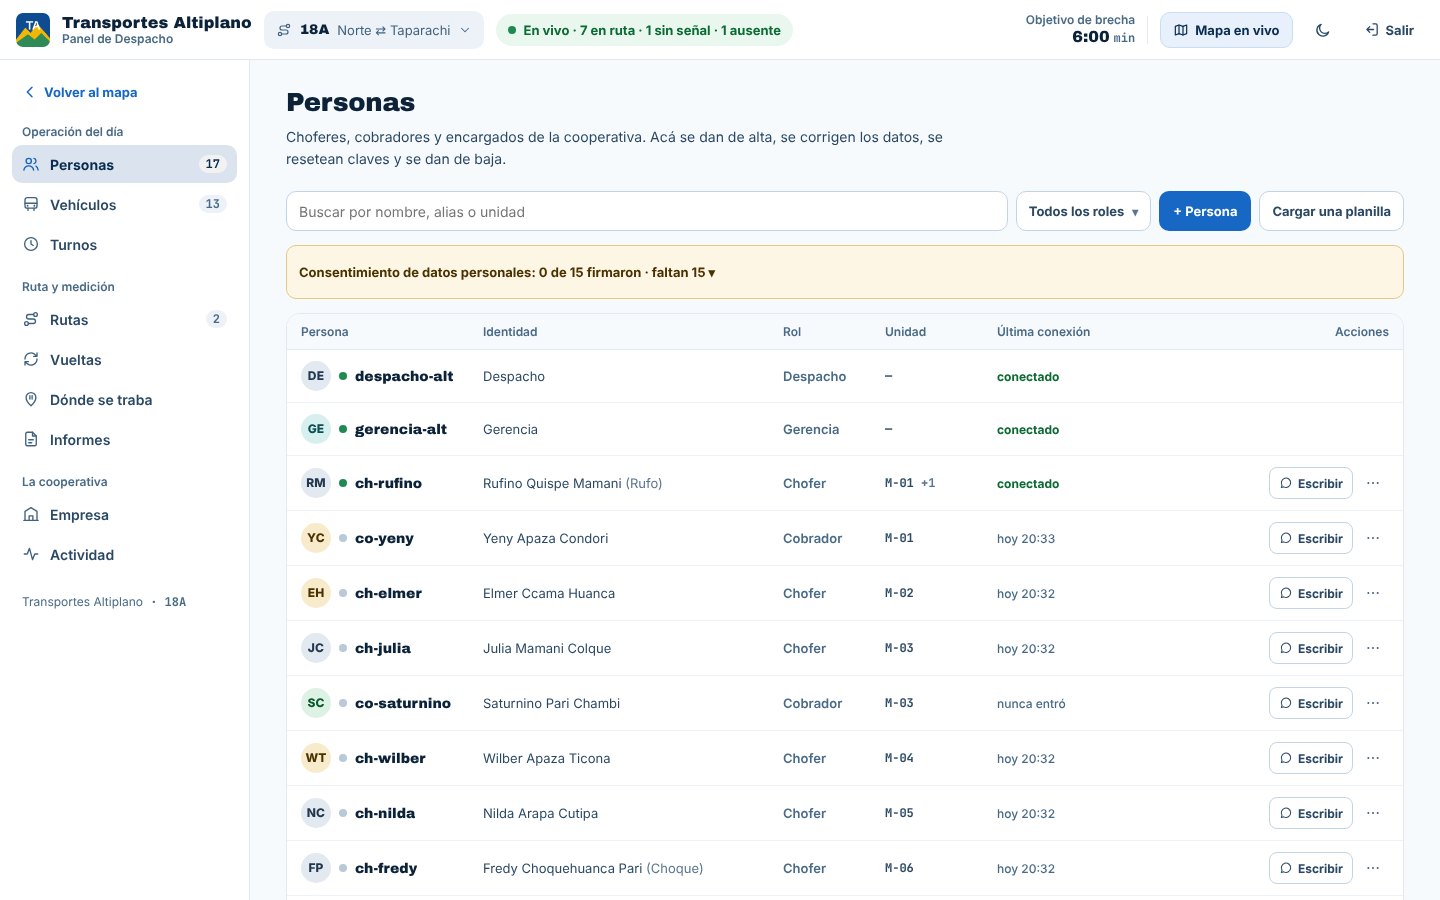 TA
Transportes Altiplano
Panel de Despacho
18A Norte ⇄ Taparachi
En vivo · 7 en ruta · 1 sin señal · 1 ausente
Objetivo de brecha
6:00 min
Mapa en vivo
Salir
Volver al mapa
Operación del día
Personas 17
Vehículos 13
Turnos
Ruta y medición
Rutas 2
Vueltas
Dónde se traba
Informes
La cooperativa
Empresa
Actividad
Transportes Altiplano · 18A
Personas
Choferes, cobradores y encargados de la cooperativa. Acá se dan de alta, se corrigen los datos, se
resetean claves y se dan de baja.
Buscar por nombre, alias o unidad
Todos los roles ▾
+ Persona
Cargar una planilla
Consentimiento de datos personales: 0 de 15 firmaron · faltan 15 ▾
Persona Identidad Rol Unidad Última conexión Acciones
DE despacho-alt Despacho Despacho — conectado
GE gerencia-alt Gerencia Gerencia — conectado
RM ch-rufino Rufino Quispe Mamani (Rufo) Chofer M-01 +1 conectado Escribir ···
YC co-yeny Yeny Apaza Condori Cobrador M-01 hoy 20:33 Escribir ···
EH ch-elmer Elmer Ccama Huanca Chofer M-02 hoy 20:32 Escribir ···
JC ch-julia Julia Mamani Colque Chofer M-03 hoy 20:32 Escribir ···
SC co-saturnino Saturnino Pari Chambi Cobrador M-03 nunca entró Escribir ···
WT ch-wilber Wilber Apaza Ticona Chofer M-04 hoy 20:32 Escribir ···
NC ch-nilda Nilda Arapa Cutipa Chofer M-05 hoy 20:32 Escribir ···
FP ch-fredy Fredy Choquehuanca Pari (Choque) Chofer M-06 hoy 20:32 Escribir ···